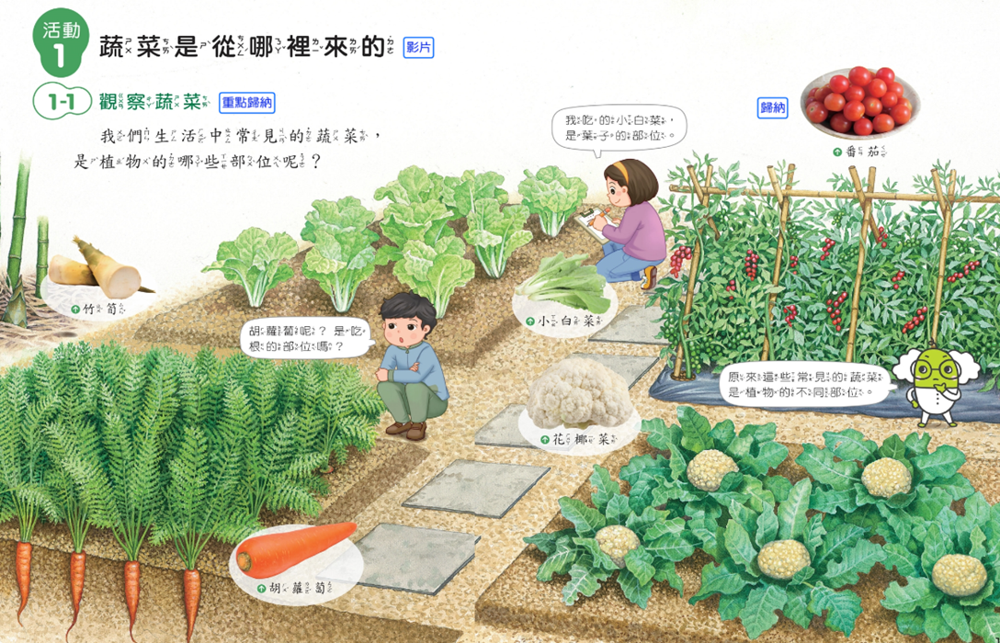 活動
1
蔬菜是從哪裡來的 影片
1-1 觀察蔬菜 重點歸納
我們生活中常見的蔬菜，
是植物的哪些部位呢？
我吃的小白菜，
是葉子的部位。
歸納
番茄
竹筍
胡蘿蔔呢？是吃
根的部位嗎？
小白菜
原來這些常見的蔬菜
是植物的不同部位。
花椰菜
胡蘿蔔